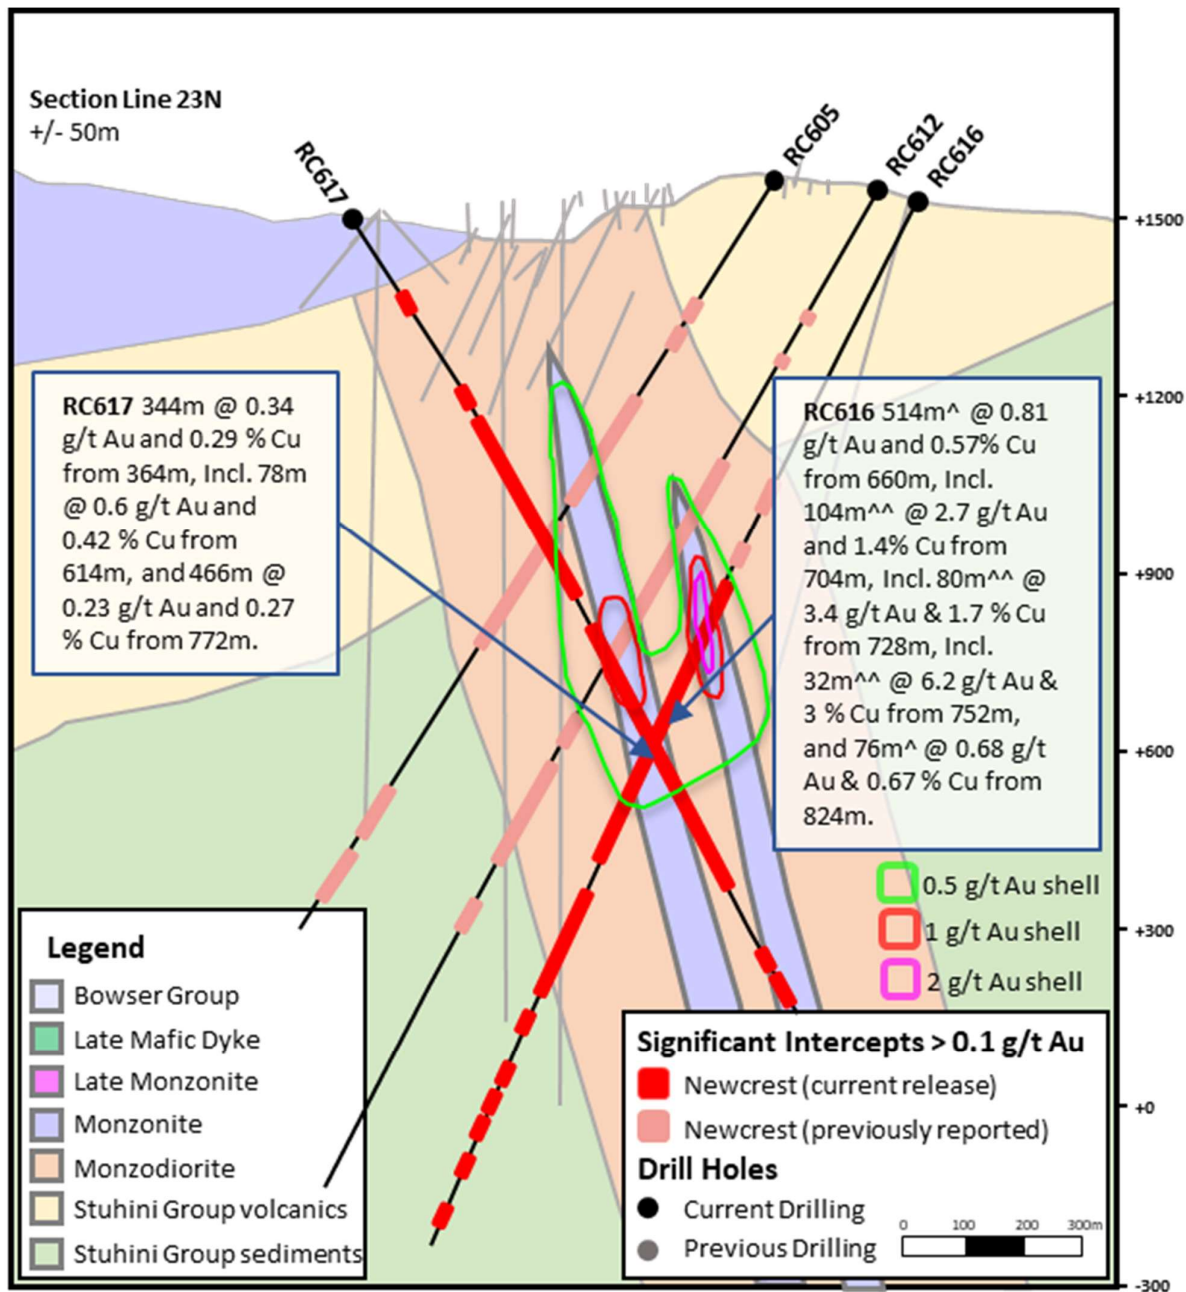 Section Line 23N
+/- 50m
RC617
RC605
RC612
RC616
+1500
+1200
+900
+600
+300
+0
-300
RC617 344m @ 0.34
g/t Au and 0.29 % Cu
from 364m, Incl. 78m
@ 0.6 g/t Au and
0.42 % Cu from
614m, and 466m @
0.23 g/t Au and 0.27
% Cu from 772m.
RC616 514m^ @ 0.81
g/t Au and 0.57% Cu
from 660m, Incl.
104m^^ @ 2.7 g/t Au
and 1.4% Cu from
704m, Incl. 80m^^ @
3.4 g/t Au & 1.7 % Cu
from 728m, Incl.
32m^^ @ 6.2 g/t Au &
3 % Cu from 752m,
and 76m^ @ 0.68 g/t
Au & 0.67 % Cu from
824m.
0.5 g/t Au shell
1 g/t Au shell
2 g/t Au shell
Legend
Bowser Group
Late Mafic Dyke
Late Monzonite
Monzonite
Monzodiorite
Stuhini Group volcanics
Stuhini Group sediments
Significant Intercepts > 0.1 g/t Au
Newcrest (current release)
Newcrest (previously reported)
Drill Holes
Current Drilling
Previous Drilling
0 100 200 300m